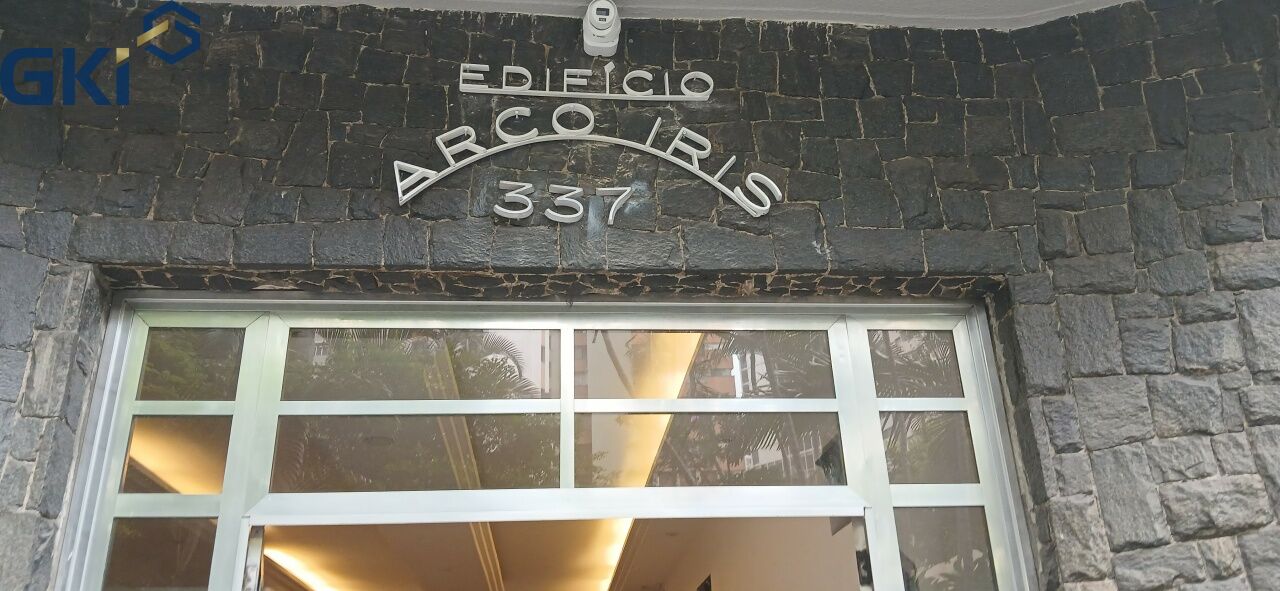 GKi
EDIFÍCIO
ARCO IRIS
337